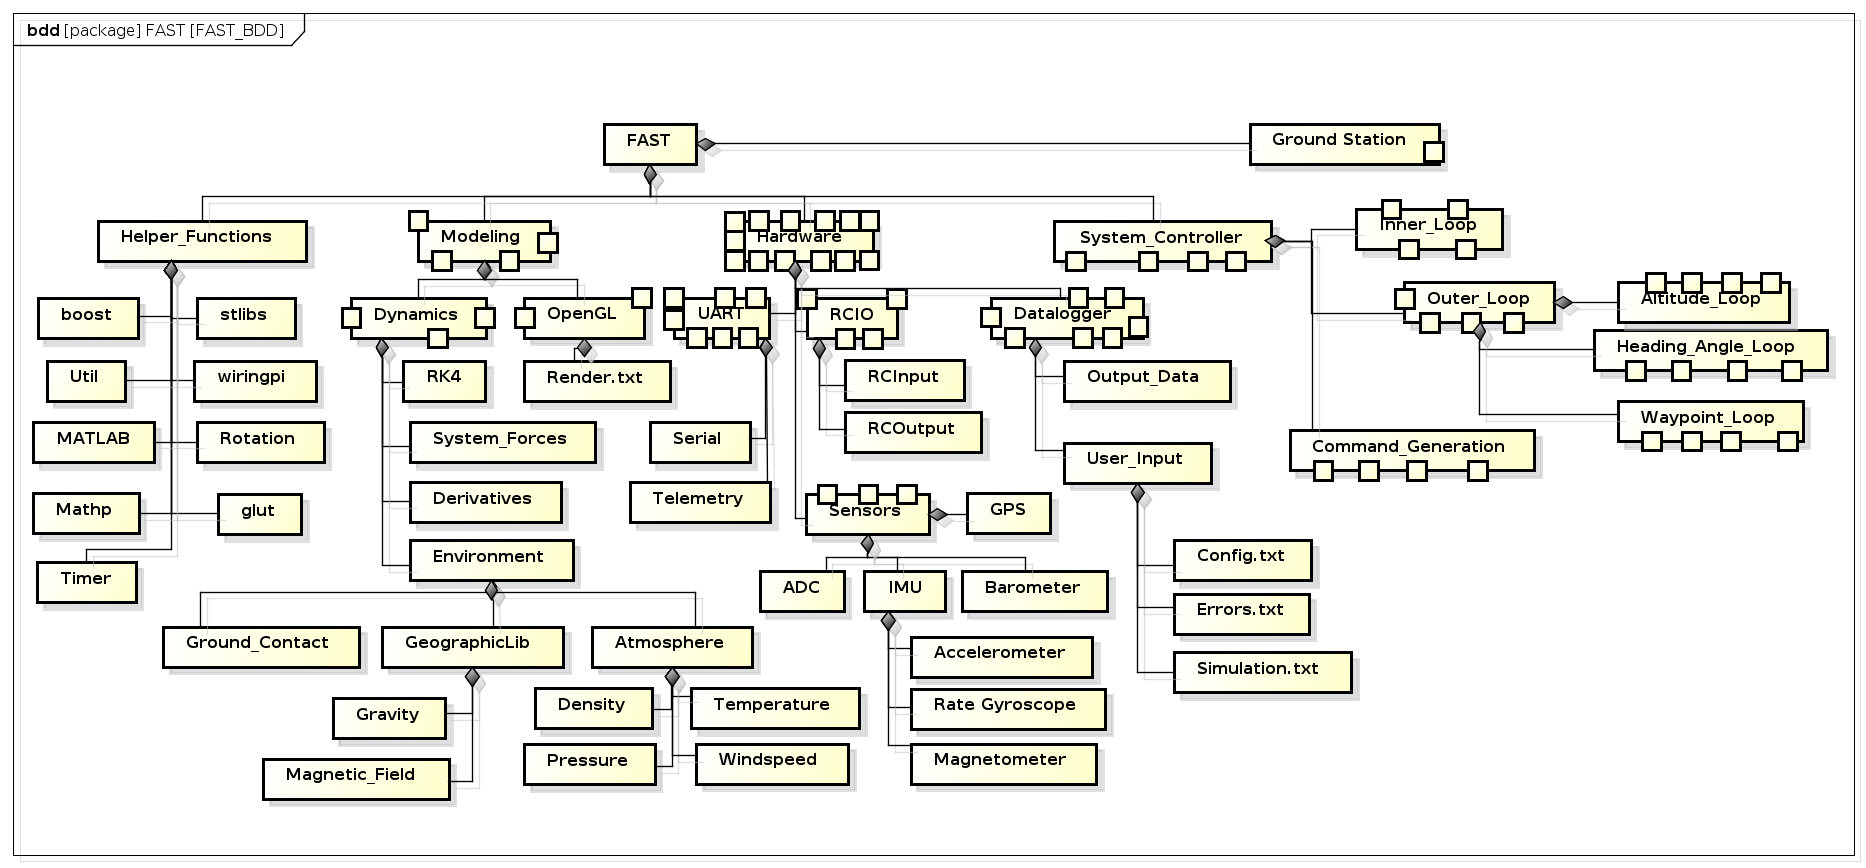 bdd [package] FAST [FAST_BDD]
FAST
Ground Station
Helper_Functions
Modeling
Hardware
System_Controller
Inner_Loop
boost
stlibs
Dynamics
OpenGL
UART
RCIO
Datalogger
Outer_Loop
Altitude_Loop
Heading_Angle_Loop
Util
wiringpi
RK4
Render.txt
RCInput
Output_Data
Waypoint_Loop
MATLAB
Rotation
System_Forces
Serial
RCOutput
User_Input
Command_Generation
Mathp
glut
Derivatives
Telemetry
Sensors
GPS
Timer
Environment
ADC
IMU
Barometer
Config.txt
Errors.txt
Ground_Contact
GeographicLib
Atmosphere
Accelerometer
Simulation.txt
Gravity
Density
Temperature
Rate Gyroscope
Magnetic_Field
Pressure
Windspeed
Magnetometer